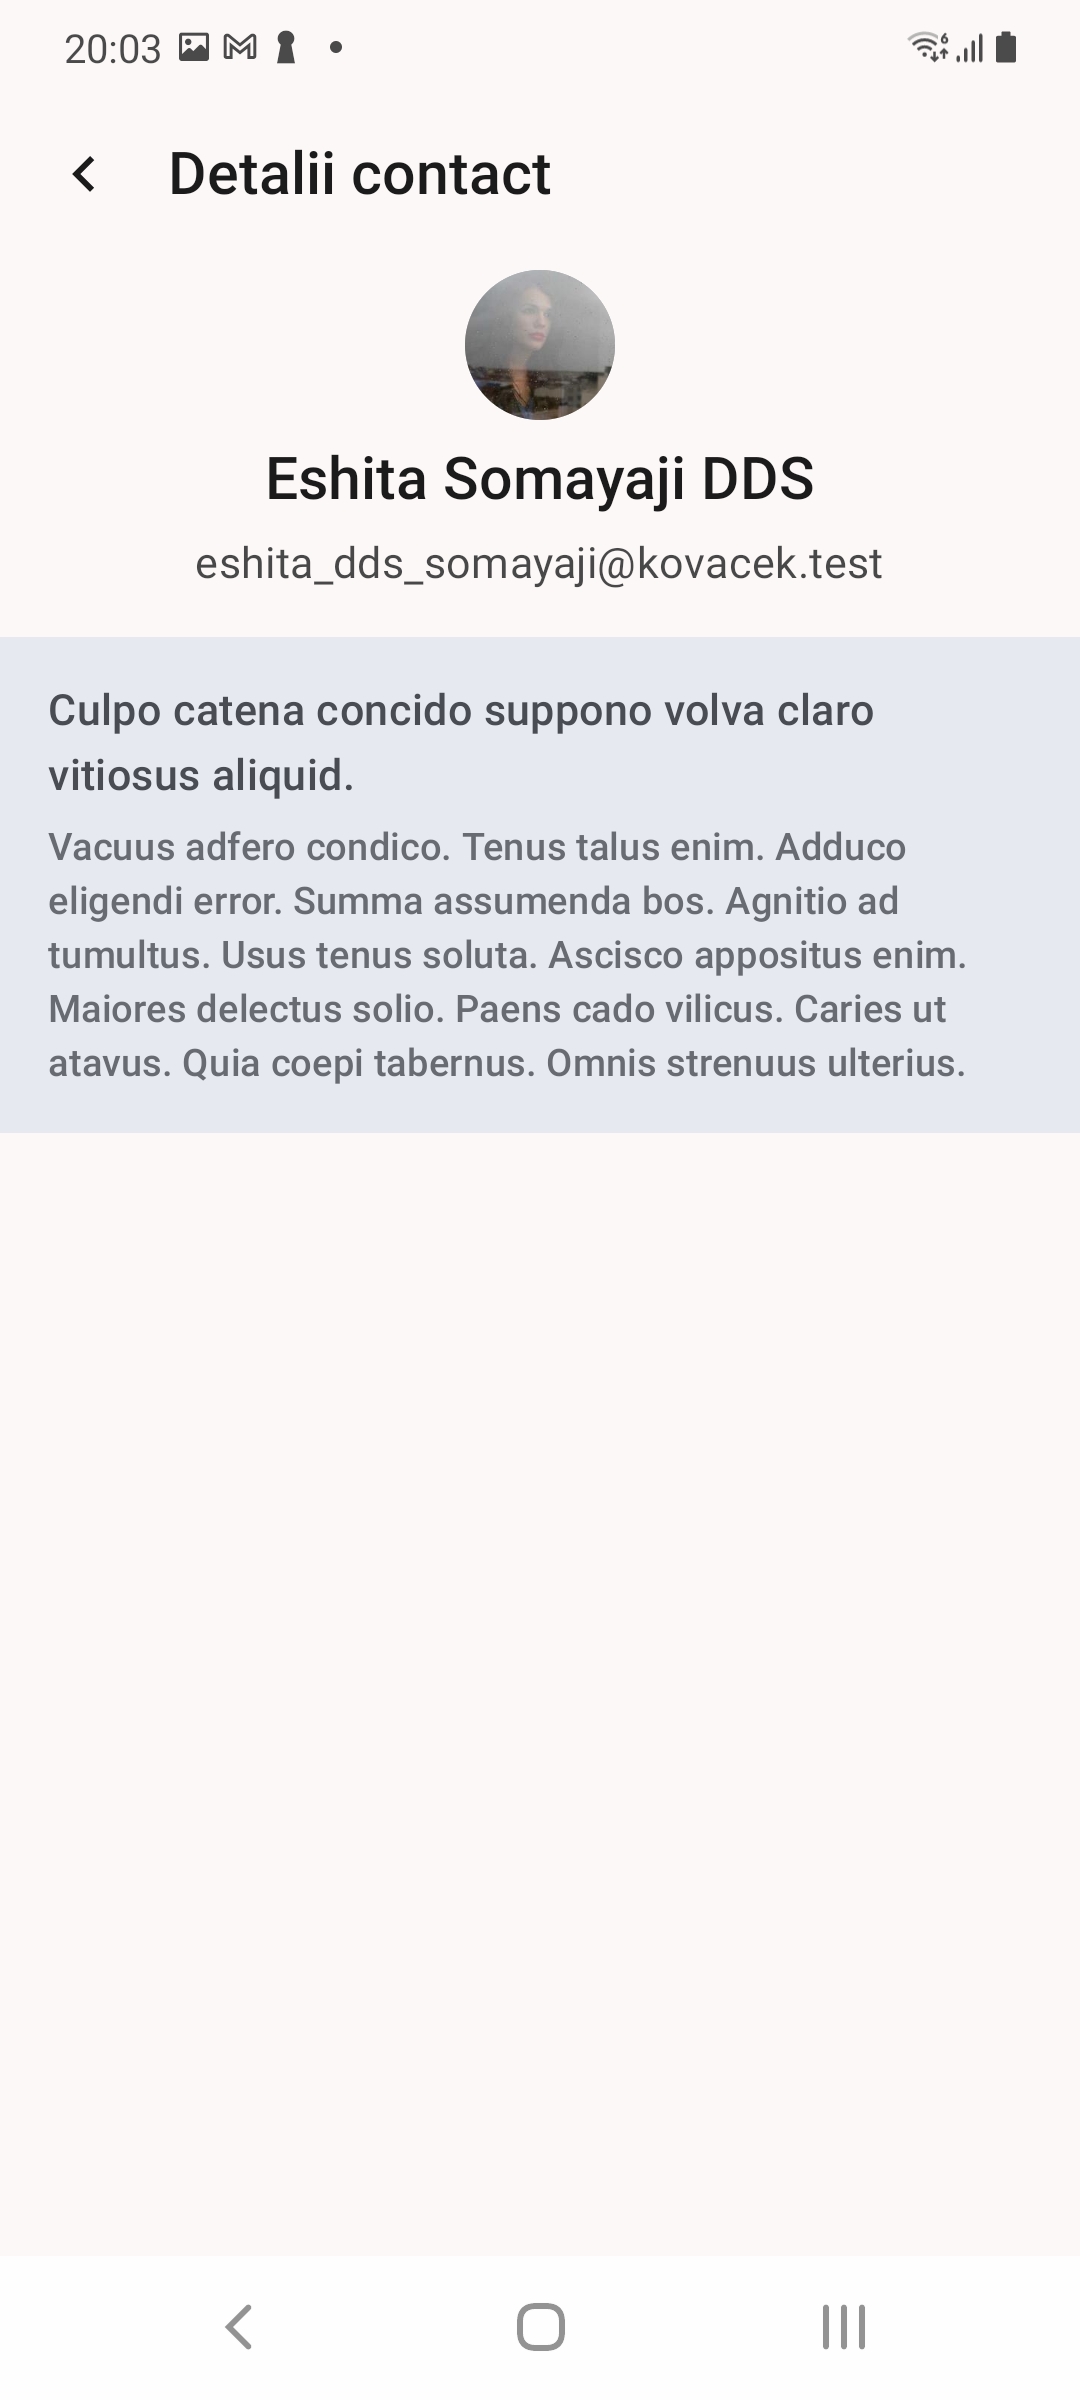 20:03
Detalii contact
Eshita Somayaji DDS
eshita_dds_somayaji@kovacek.test
Culpo catena concido suppono volva claro
vitiosus aliquid.
Vacuus adfero condico. Tenus talus enim. Adduco
eligendi error. Summa assumenda bos. Agnitio ad
tumultus. Usus tenus soluta. Ascisco appositus enim.
Maiores delectus solio. Paens cado vilicus. Caries ut
atavus. Quia coepi tabernus. Omnis strenuus ulterius.